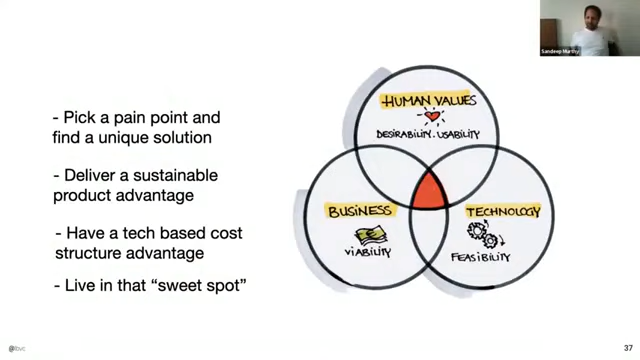 Sandeep Murthy
- Pick a pain point and
find a unique solution
- Deliver a sustainable
product advantage
- Have a tech based cost
structure advantage
- Live in that “sweet spot”
HUMAN VALUES
DESIRABILITY . USABILITY
BUSINESS
VIABILITY
TECHNOLOGY
FEASIBILITY
@lbvc
37